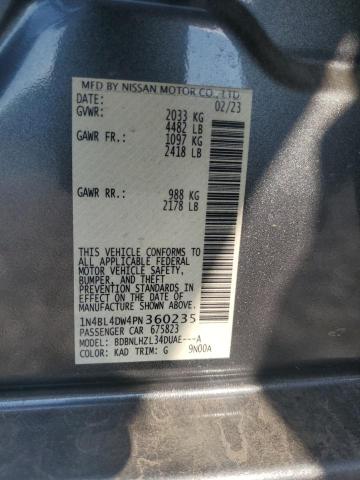 MFD BY NISSAN MOTOR CO., LTD
DATE: 02/23
GVWR: 2033 KG
4482 LB
GAWR FR.: 1097 KG
2418 LB
GAWR RR.: 988 KG
2178 LB
THIS VEHICLE CONFORMS TO
ALL APPLICABLE FEDERAL
MOTOR VEHICLE SAFETY,
BUMPER, AND THEFT
PREVENTION STANDARDS IN
EFFECT ON THE DATE OF
MANUFACTURE SHOWN ABOVE.
1N4BL4DW4PN360235
PASSENGER CAR 675823
MODEL: BDBNLHZL34DUAE---A
COLOR: KAD TRIM: G 9N00A